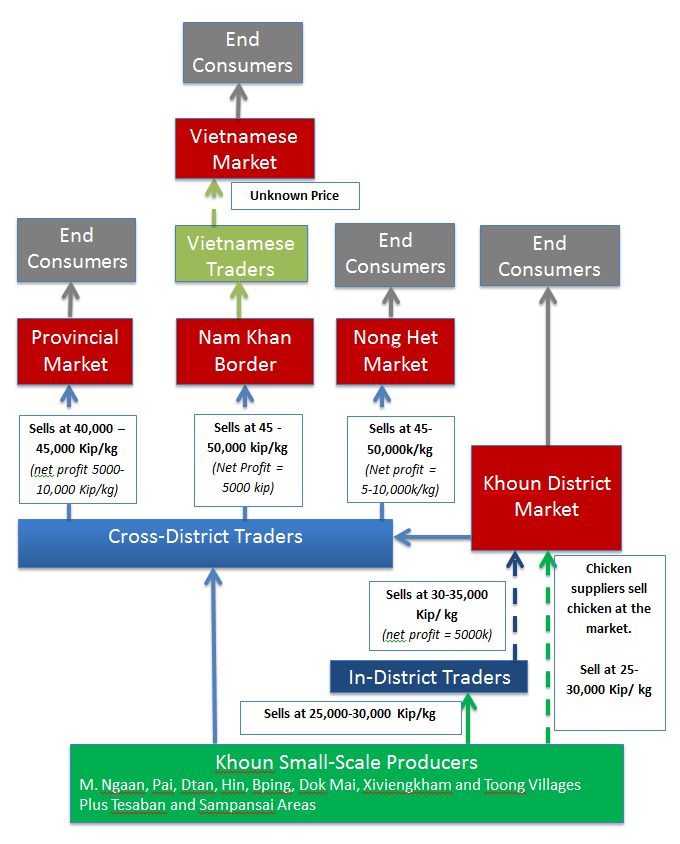 End
Consumers
Vietnamese
Market
Unknown Price
End
Consumers
Vietnamese
Traders
End
Consumers
End
Consumers
Provincial
Market
Nam Khan
Border
Nong Het
Market
Sells at 40,000 –
45,000 Kip/kg
(net profit 5000-
10,000 Kip/kg)
Sells at 45 -
50,000 kip/kg
(Net Profit =
5000 kip)
Sells at 45-
50,000k/kg
(Net profit =
5-10,000k/kg)
Khoun District
Market
Cross-District Traders
Chicken
suppliers sell
chicken at the
market.
Sell at 25-
30,000 Kip/ kg
Sells at 30-35,000
Kip/ kg
(net profit = 5000k)
In-District Traders
Sells at 25,000-30,000 Kip/kg
Khoun Small-Scale Producers
M. Ngaan, Pai, Dtan, Hin, Bping, Dok Mai, Xiviengkham and Toong Villages
Plus Tesaban and Sampansai Areas